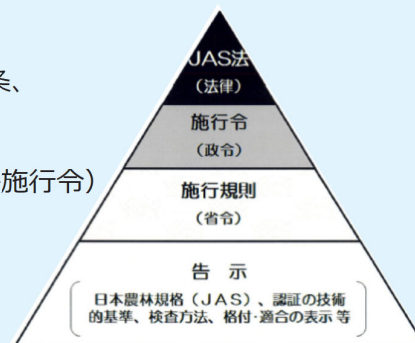 JAS法
(法律)
条、
施行令
(政令)
施行令)
施行規則
(省令)
告 示
日本農林規格(JAS)、認証の技術
的基準、検査方法、格付・適合の表示 等